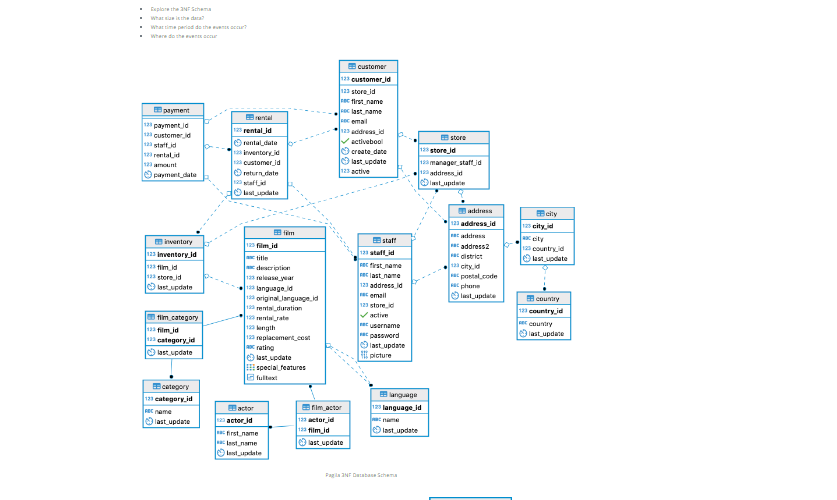 Explore the 3NF Schema
What size is the data?
What time period do the events occur?
Where do the events occur
customer
123 customer_id
123 store_id
ABC first_name
ABC last_name
ABC email
123 address_id
activebool
create_date
last_update
123 active
payment
123 payment_id
123 customer_id
123 staff_id
123 rental_id
123 amount
payment_date
rental
123 rental_id
rental_date
123 inventory_id
123 customer_id
return_date
123 staff_id
last_update
store
123 store_id
123 manager_staff_id
123 address_id
last_update
address
123 address_id
ABC address
ABC address2
ABC district
123 city_id
ABC postal_code
ABC phone
last_update
city
123 city_id
ABC city
123 country_id
last_update
inventory
123 inventory_id
123 film_id
123 store_id
last_update
film
123 film_id
ABC title
ABC description
123 release_year
123 language_id
123 original_language_id
123 rental_duration
123 rental_rate
123 length
123 replacement_cost
ABC rating
last_update
special_features
fulltext
staff
123 staff_id
ABC first_name
ABC last_name
123 address_id
ABC email
123 store_id
active
ABC username
ABC password
last_update
picture
country
123 country_id
ABC country
last_update
film_category
123 film_id
123 category_id
last_update
category
123 category_id
ABC name
last_update
actor
123 actor_id
ABC first_name
ABC last_name
last_update
film_actor
123 actor_id
123 film_id
last_update
language
123 language_id
ABC name
last_update
Pagila 3NF Database Schema